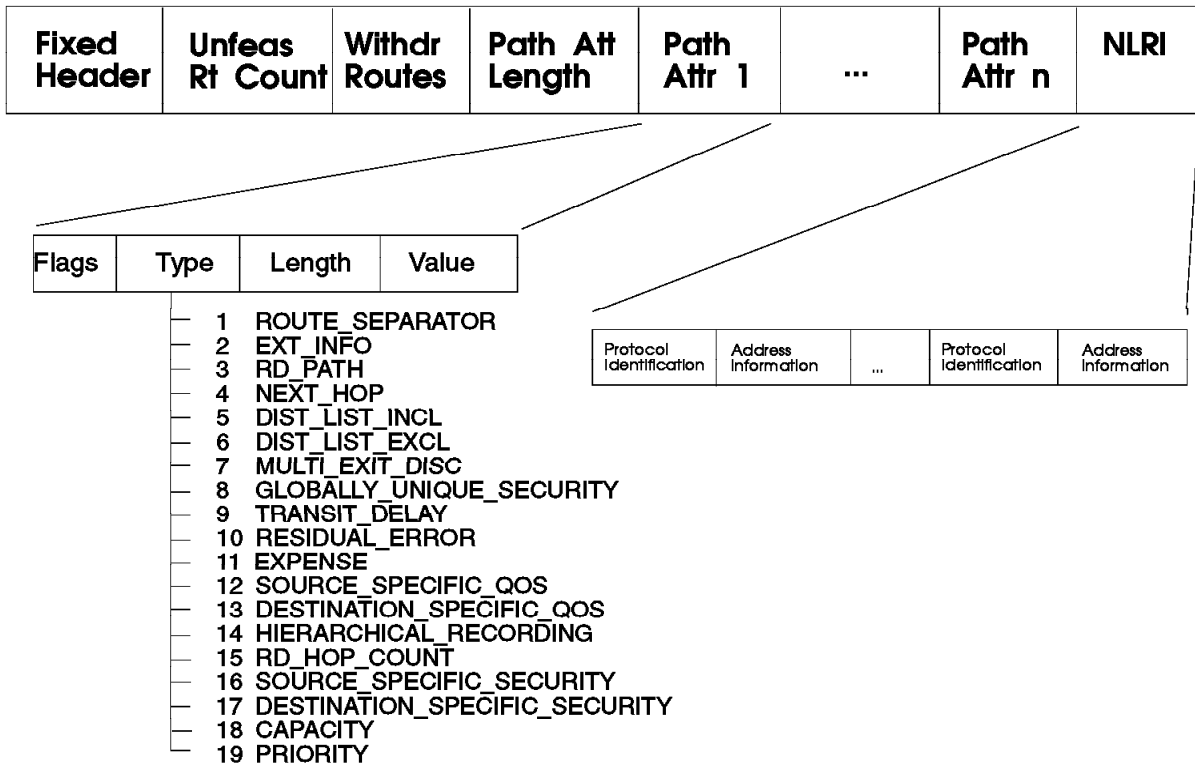 Fixed Header
Unfeas Rt Count
Withdr Routes
Path Att Length
Path Attr 1
...
Path Attr n
NLRI
Flags
Type
Length
Value
1 ROUTE_SEPARATOR
2 EXT_INFO
3 RD_PATH
4 NEXT_HOP
5 DIST_LIST_INCL
6 DIST_LIST_EXCL
7 MULTI_EXIT_DISC
8 GLOBALLY_UNIQUE_SECURITY
9 TRANSIT_DELAY
10 RESIDUAL_ERROR
11 EXPENSE
12 SOURCE_SPECIFIC_QOS
13 DESTINATION_SPECIFIC_QOS
14 HIERARCHICAL_RECORDING
15 RD_HOP_COUNT
16 SOURCE_SPECIFIC_SECURITY
17 DESTINATION_SPECIFIC_SECURITY
18 CAPACITY
19 PRIORITY
Protocol Identification
Address Information
...
Protocol Identification
Address Information